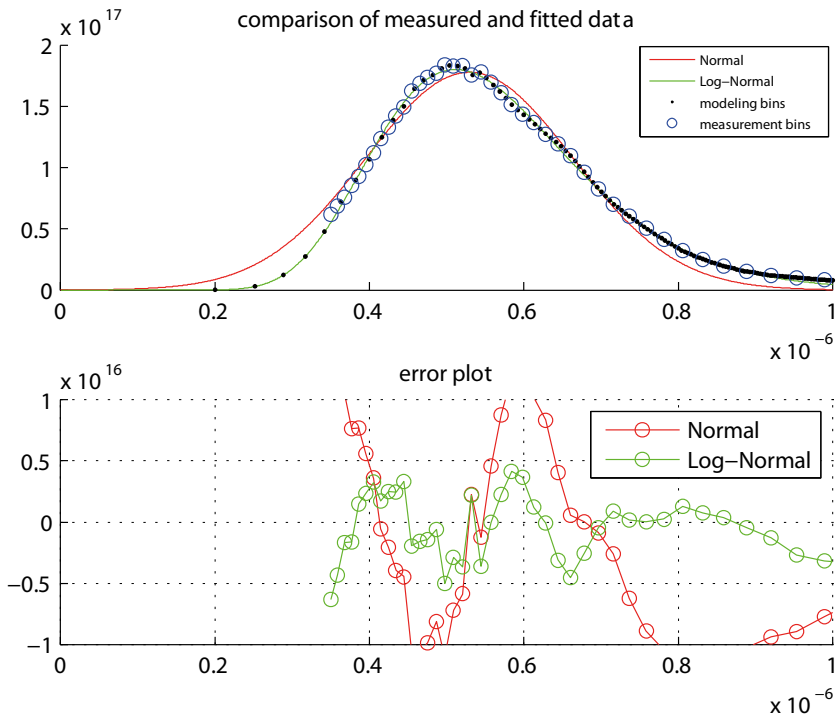 x 10^17
comparison of measured and fitted data
2
1.5
1
0.5
0
Normal
Log−Normal
modeling bins
measurement bins
0 0.2 0.4 0.6 0.8 1
x 10^-6
x 10^16
error plot
1
0.5
0
−0.5
−1
Normal
Log−Normal
0 0.2 0.4 0.6 0.8 1
x 10^-6